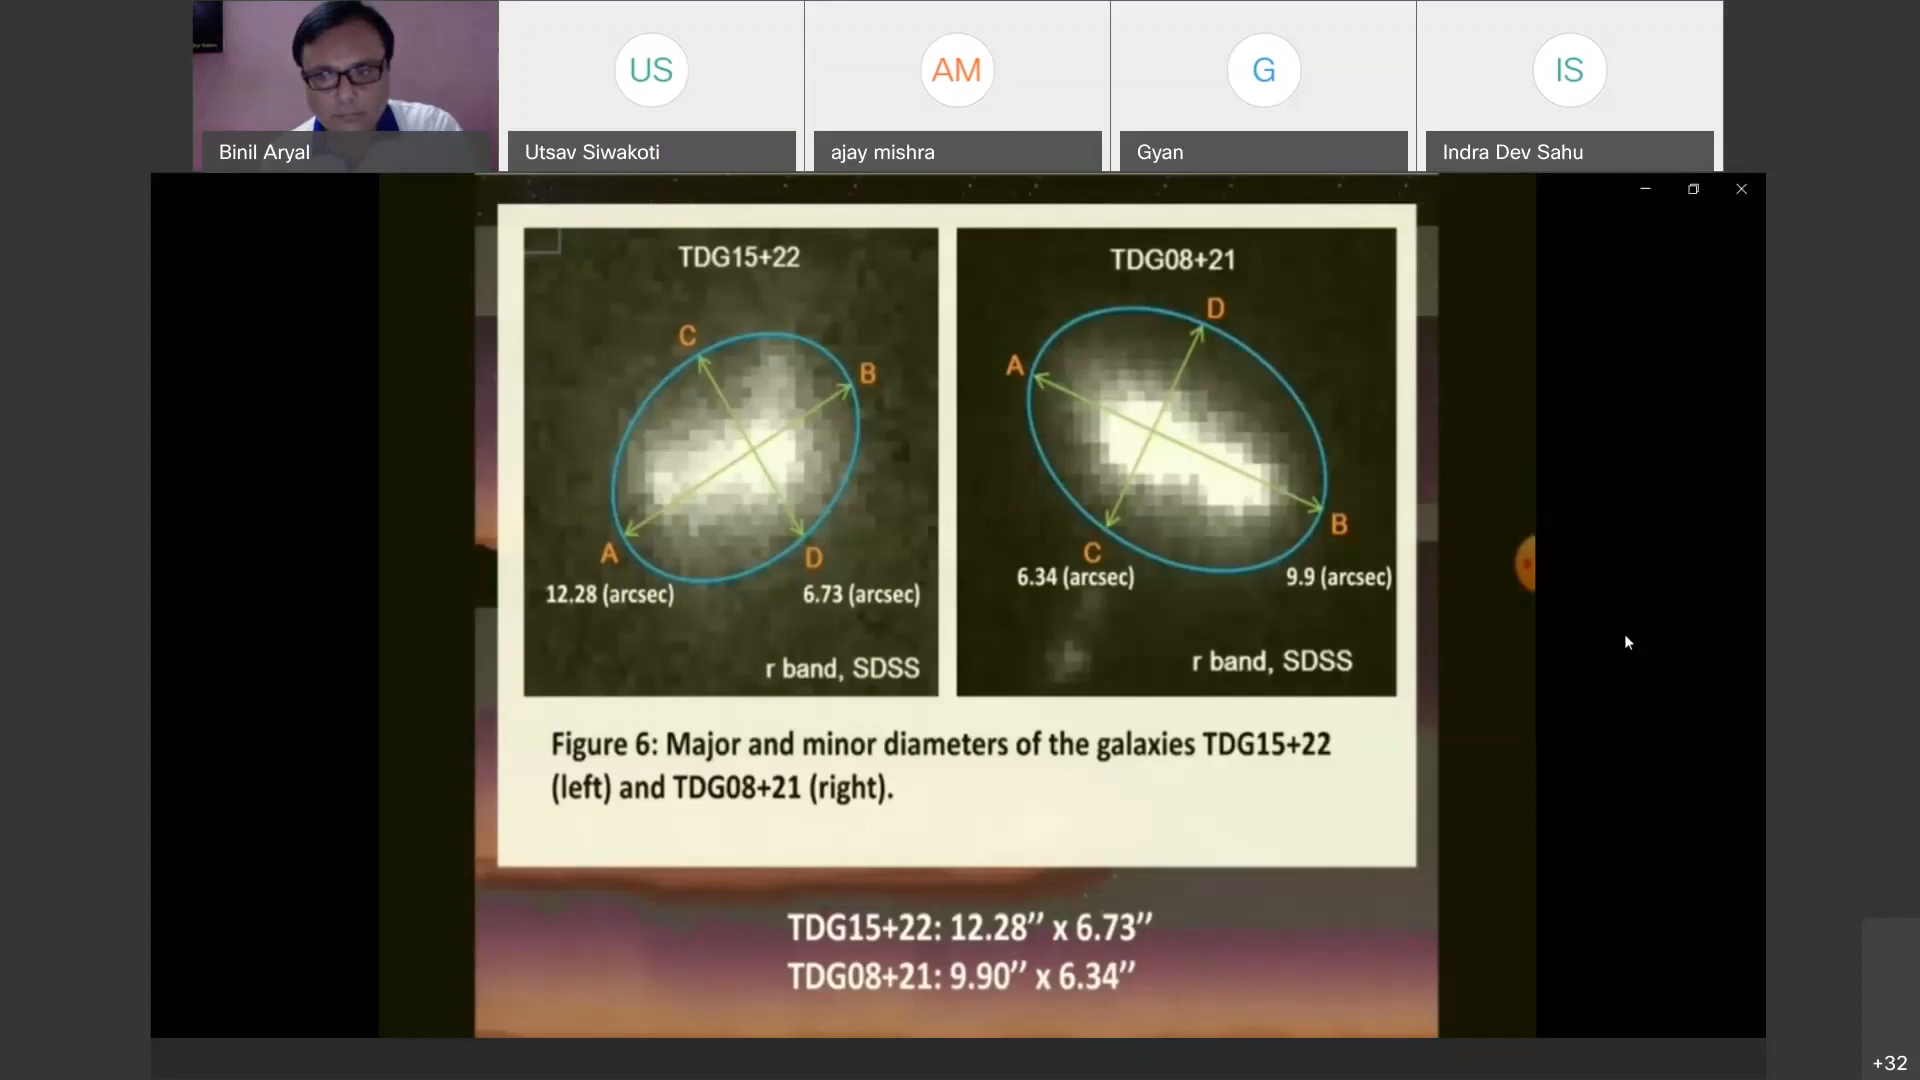 US
AM
G
IS
Binil Aryal
Utsav Siwakoti
ajay mishra
Gyan
Indra Dev Sahu
TDG15+22
C
B
A
D
12.28 (arcsec)
6.73 (arcsec)
r band, SDSS
TDG08+21
D
A
B
C
6.34 (arcsec)
9.9 (arcsec)
r band, SDSS
Figure 6: Major and minor diameters of the galaxies TDG15+22
(left) and TDG08+21 (right).
TDG15+22: 12.28’’ x 6.73’’
TDG08+21: 9.90’’ x 6.34’’
+32